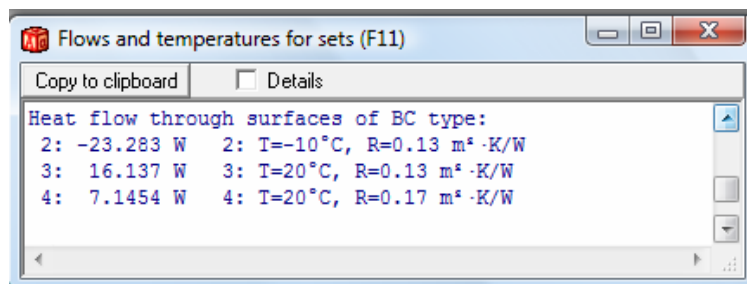 Flows and temperatures for sets (F11)
Copy to clipboard Details
Heat flow through surfaces of BC type:
2: -23.283 W 2: T=-10°C, R=0.13 m²·K/W
3: 16.137 W 3: T=20°C, R=0.13 m²·K/W
4: 7.1454 W 4: T=20°C, R=0.17 m²·K/W